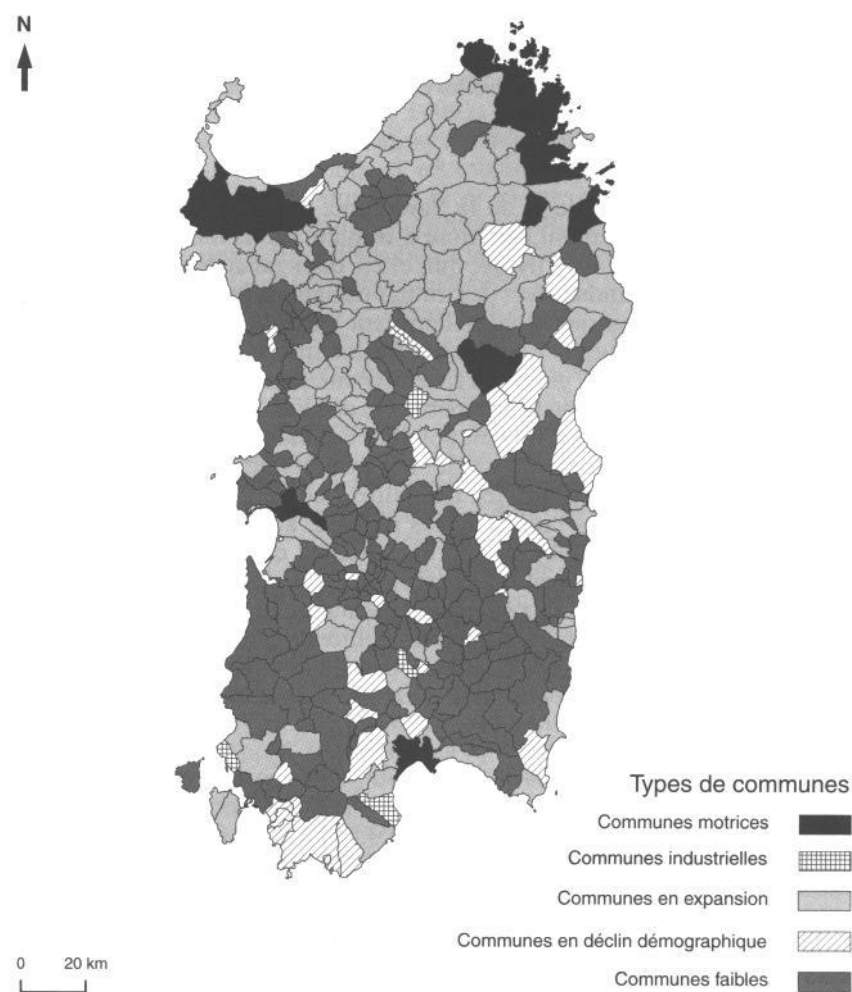 N
Types de communes
Communes motrices
Communes industrielles
Communes en expansion
Communes en déclin démographique
Communes faibles
0 20 km